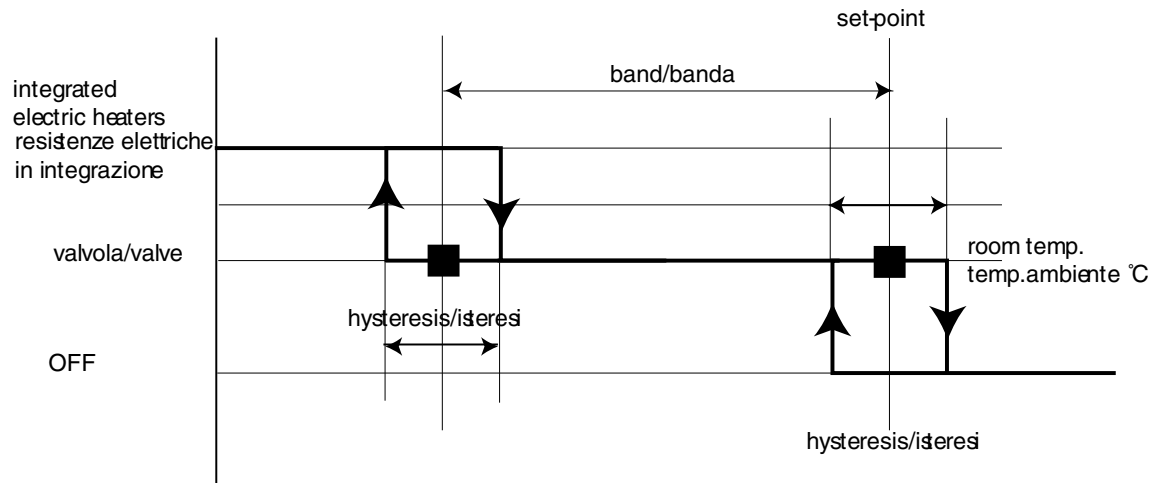 set-point
band/banda
integrated
electric heaters
resistenze elettriche
in integrazione
valvola/valve
room temp.
temp.ambiente °C
hysteresis/isteresi
OFF
hysteresis/isteresi